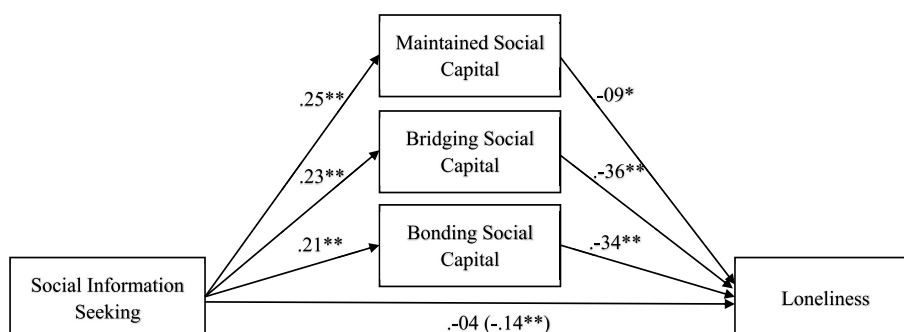 Maintained Social
Capital
.25**
-09*
Bridging Social
Capital
.23**
.-36**
Bonding Social
Capital
.21**
.-34**
Social Information
Seeking
Loneliness
.-04 (-.14**)